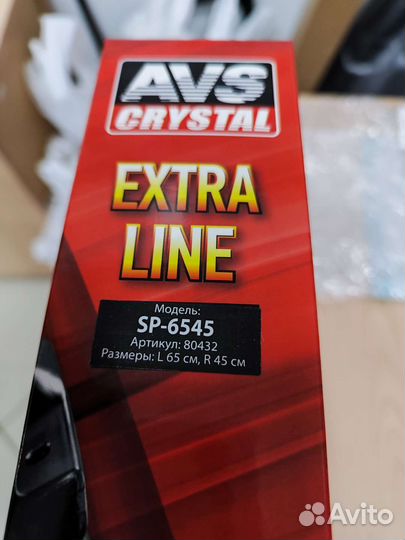 AVS
CRYSTAL
EXTRA
LINE
Модель:
SP-6545
Артикул: 80432
Размеры: L 65 см, R 45 см
Avito